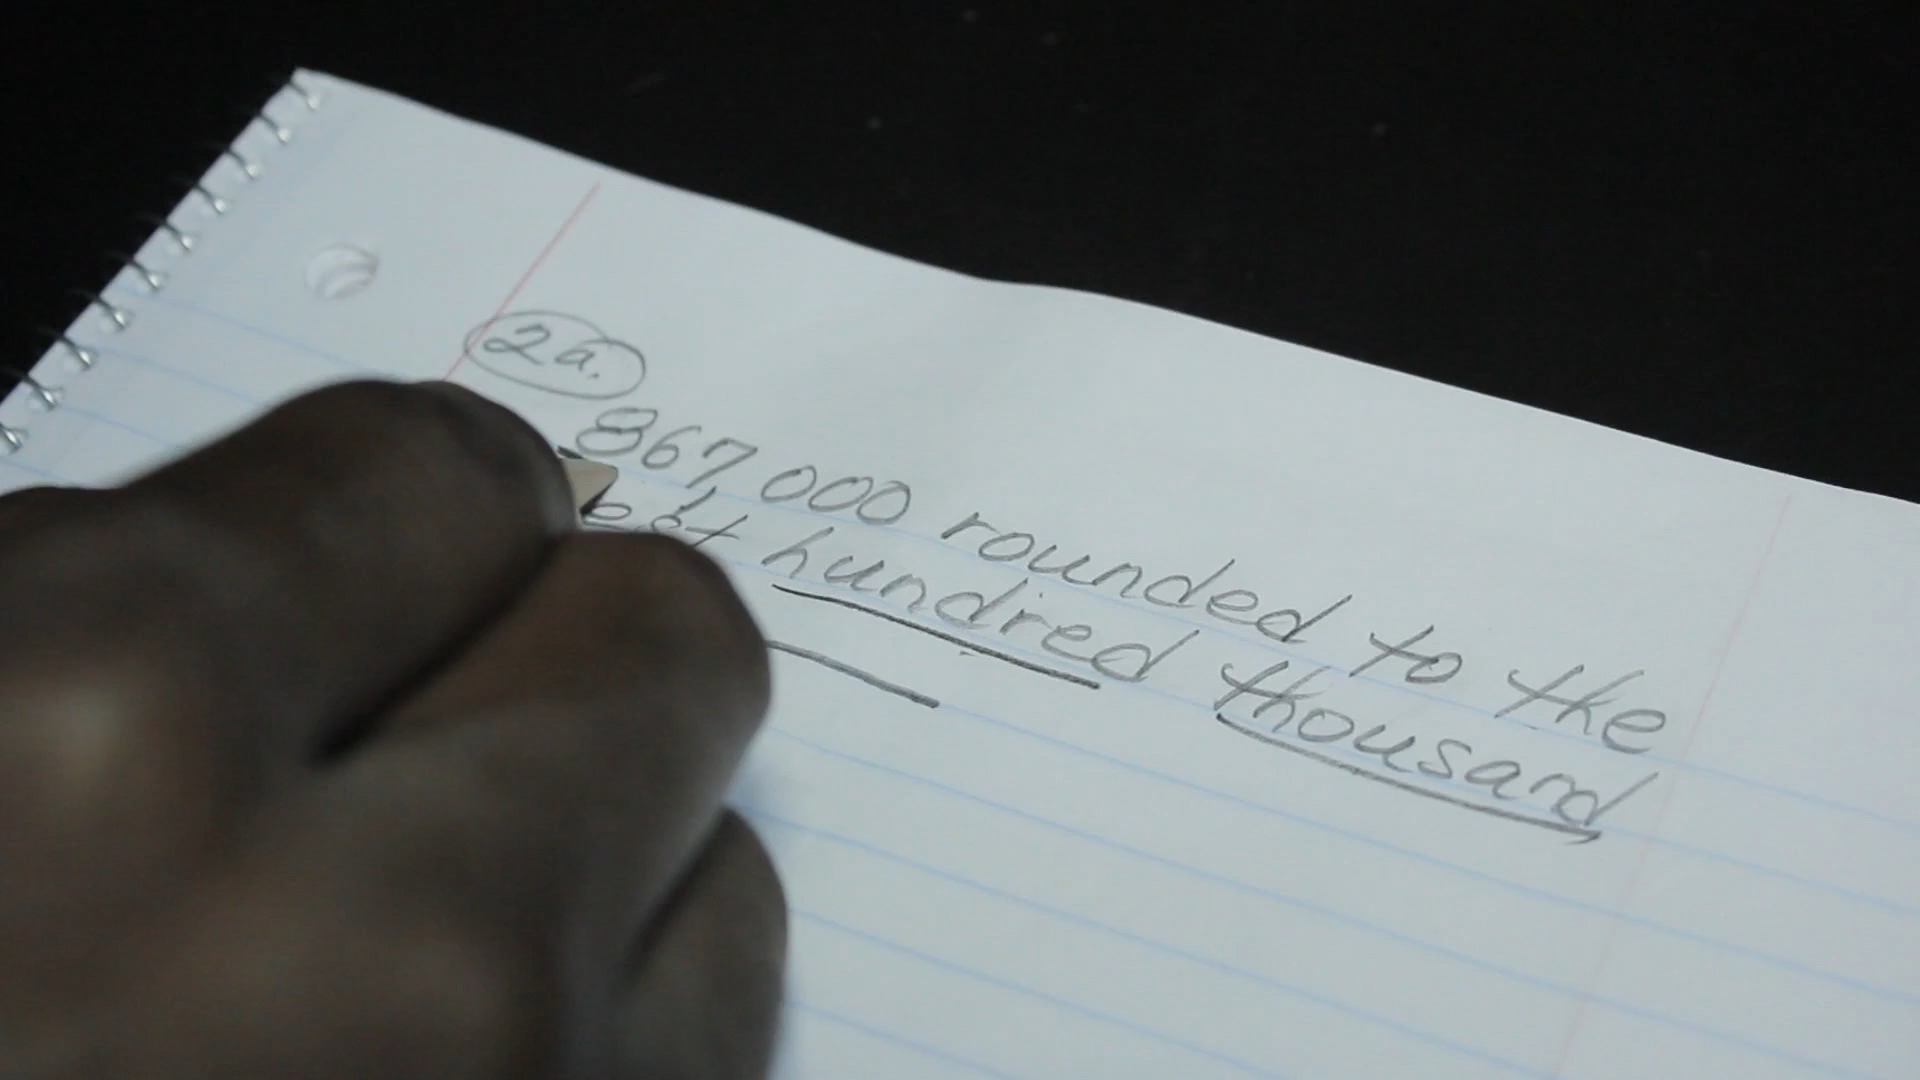 2a.
867,000 rounded to the
hundred thousand